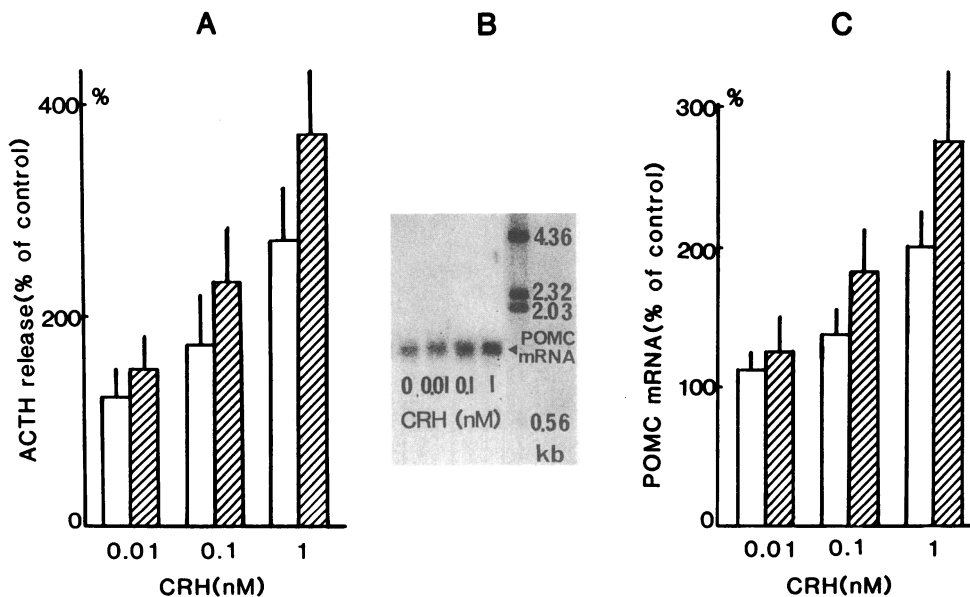 A
B
C
%
400
200
0
ACTH release(% of control)
0.01 0.1 1
CRH(nM)
4.36
2.32
2.03
POMC
mRNA
0 0.01 0.1 1
CRH (nM)
0.56
kb
%
300
200
100
0
POMC mRNA(% of control)
0.01 0.1 1
CRH(nM)